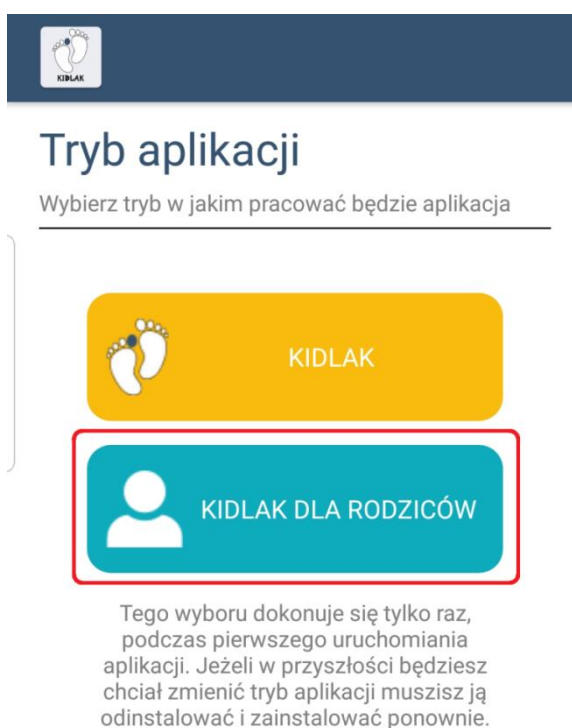 KIDLAK
Tryb aplikacji
Wybierz tryb w jakim pracować będzie aplikacja
KIDLAK
KIDLAK DLA RODZICÓW
Tego wyboru dokonuje się tylko raz,
podczas pierwszego uruchomiania
aplikacji. Jeżeli w przyszłości będziesz
chciał zmienić tryb aplikacji muszisz ją
odinstalować i zainstalować ponownie.